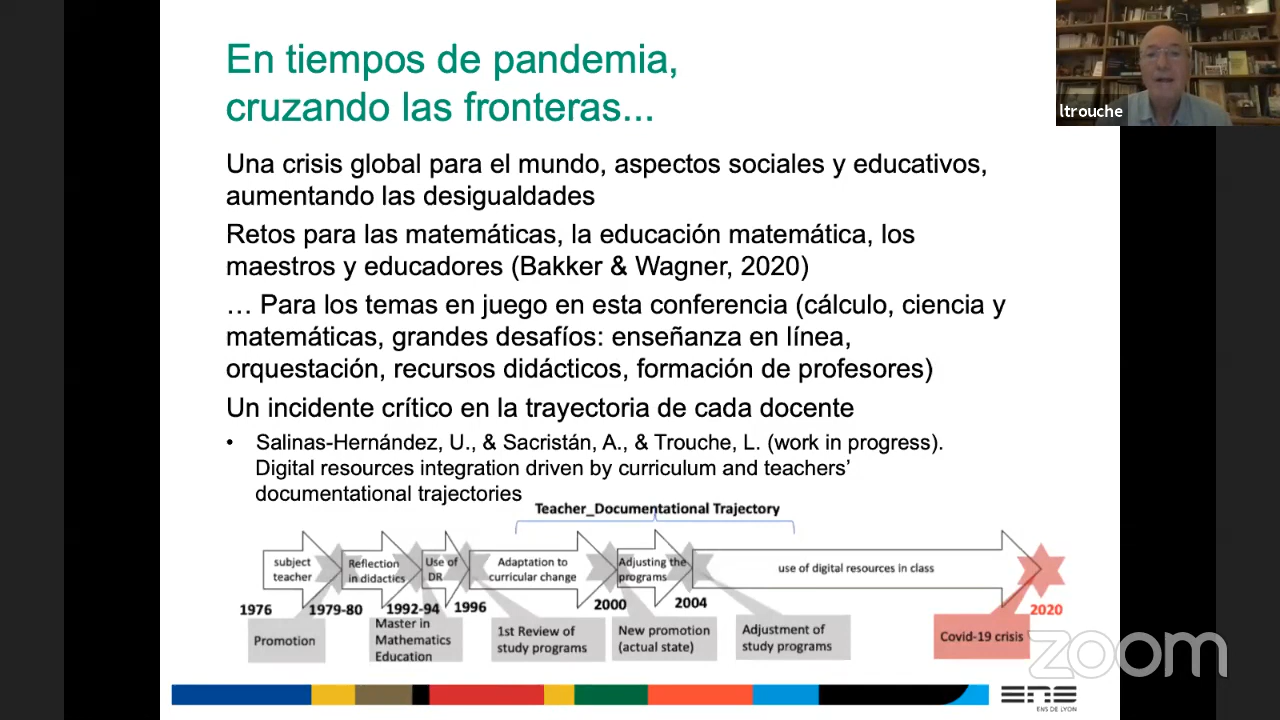 En tiempos de pandemia,
cruzando las fronteras...
ltrouche
Una crisis global para el mundo, aspectos sociales y educativos,
aumentando las desigualdades
Retos para las matemáticas, la educación matemática, los
maestros y educadores (Bakker & Wagner, 2020)
… Para los temas en juego en esta conferencia (cálculo, ciencia y
matemáticas, grandes desafíos: enseñanza en línea,
orquestación, recursos didácticos, formación de profesores)
Un incidente crítico en la trayectoria de cada docente
• Salinas-Hernández, U., & Sacristán, A., & Trouche, L. (work in progress).
Digital resources integration driven by curriculum and teachers’
documentational trajectories
Teacher_Documentational Trajectory
subject
teacher
Reflection
in didactics
Use of
DR
Adaptation to
curricular change
Adjusting the
programs
use of digital resources in class
1976
1979-80
1992-94
1996
2000
2004
2020
Promotion
Master in
Mathematics
Education
1st Review of
study programs
New promotion
(actual state)
Adjustment of
study programs
Covid-19 crisis
zoom
ENS
ENS DE LYON